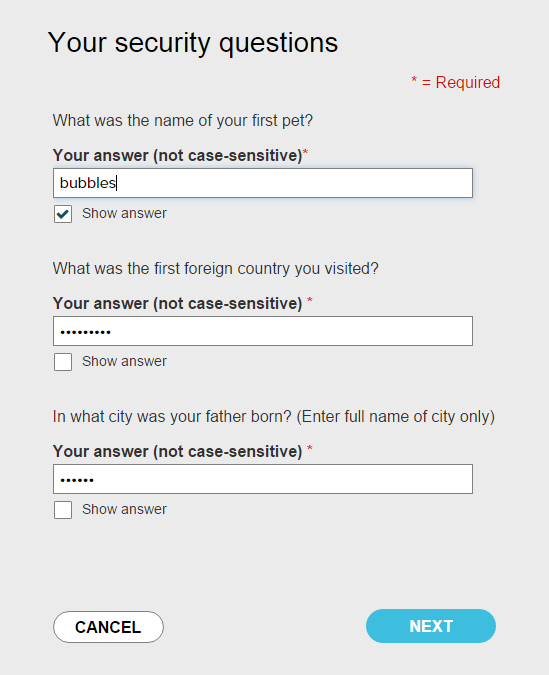 Your security questions
* = Required
What was the name of your first pet?
Your answer (not case-sensitive)*
bubbles
Show answer
What was the first foreign country you visited?
Your answer (not case-sensitive) *
•••••••••
Show answer
In what city was your father born? (Enter full name of city only)
Your answer (not case-sensitive) *
••••••
Show answer
CANCEL
NEXT